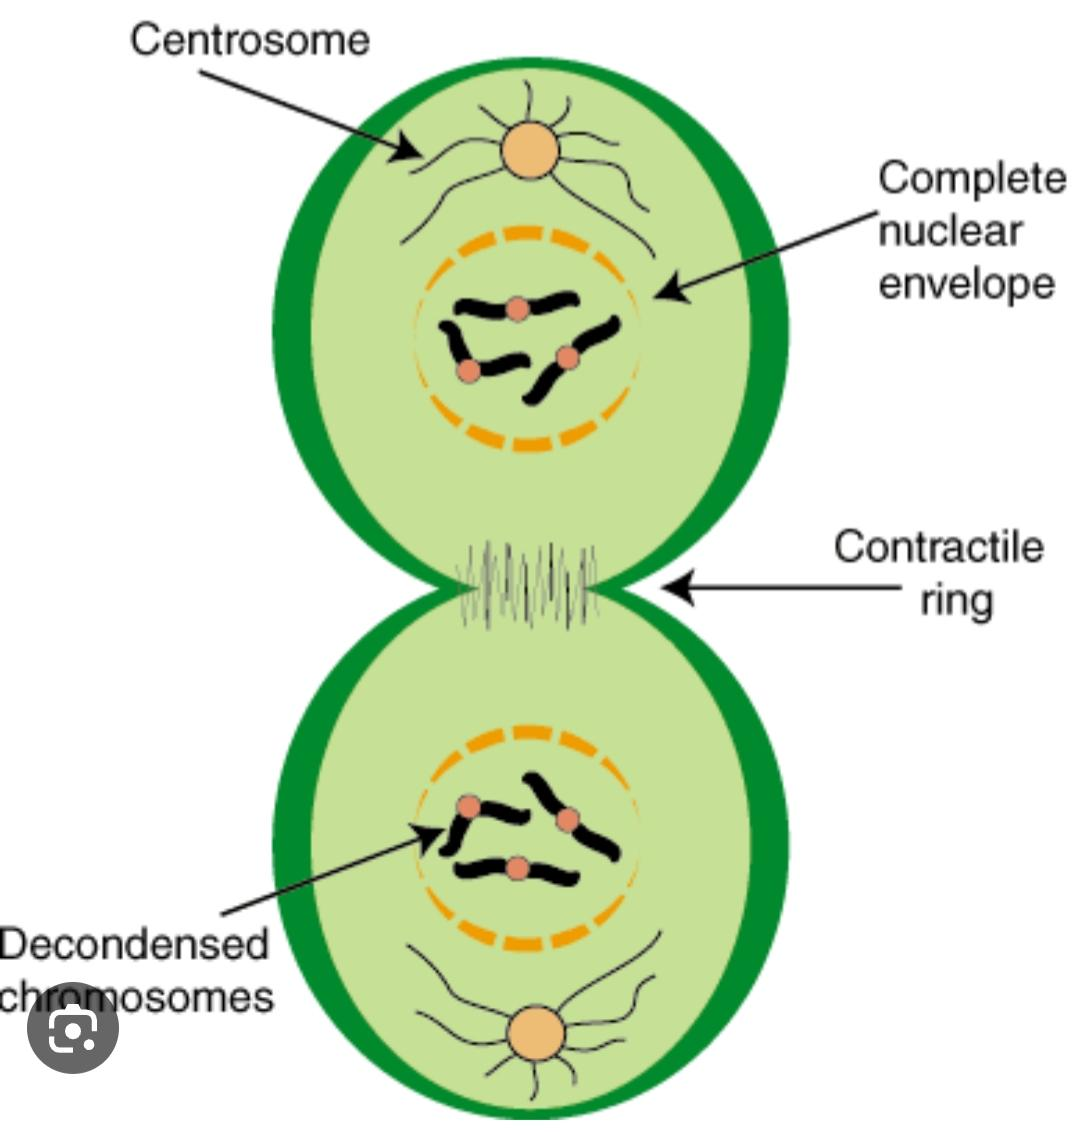 Centrosome
Complete
nuclear
envelope
Contractile
ring
Decondensed
chromosomes